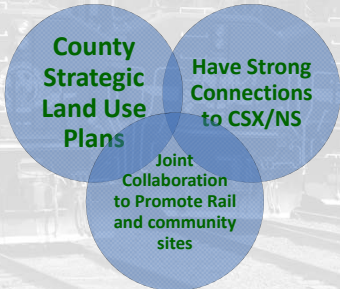 County
Strategic
Land Use
Plans
Have Strong
Connections
to CSX/NS
Joint
Collaboration
to Promote Rail
and community
sites